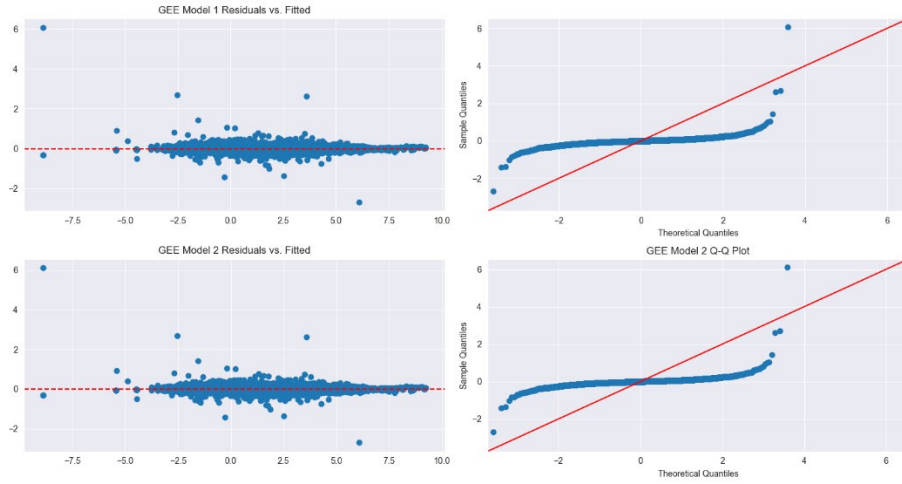 GEE Model 1 Residuals vs. Fitted
6
4
2
0
−2
−7.5 −5.0 −2.5 0.0 2.5 5.0 7.5 10.0
Sample Quantiles
6
4
2
0
−2
−2 0 2 4 6
Theoretical Quantiles
GEE Model 2 Residuals vs. Fitted
6
4
2
0
−2
−7.5 −5.0 −2.5 0.0 2.5 5.0 7.5 10.0
GEE Model 2 Q-Q Plot
Sample Quantiles
6
4
2
0
−2
−2 0 2 4 6
Theoretical Quantiles